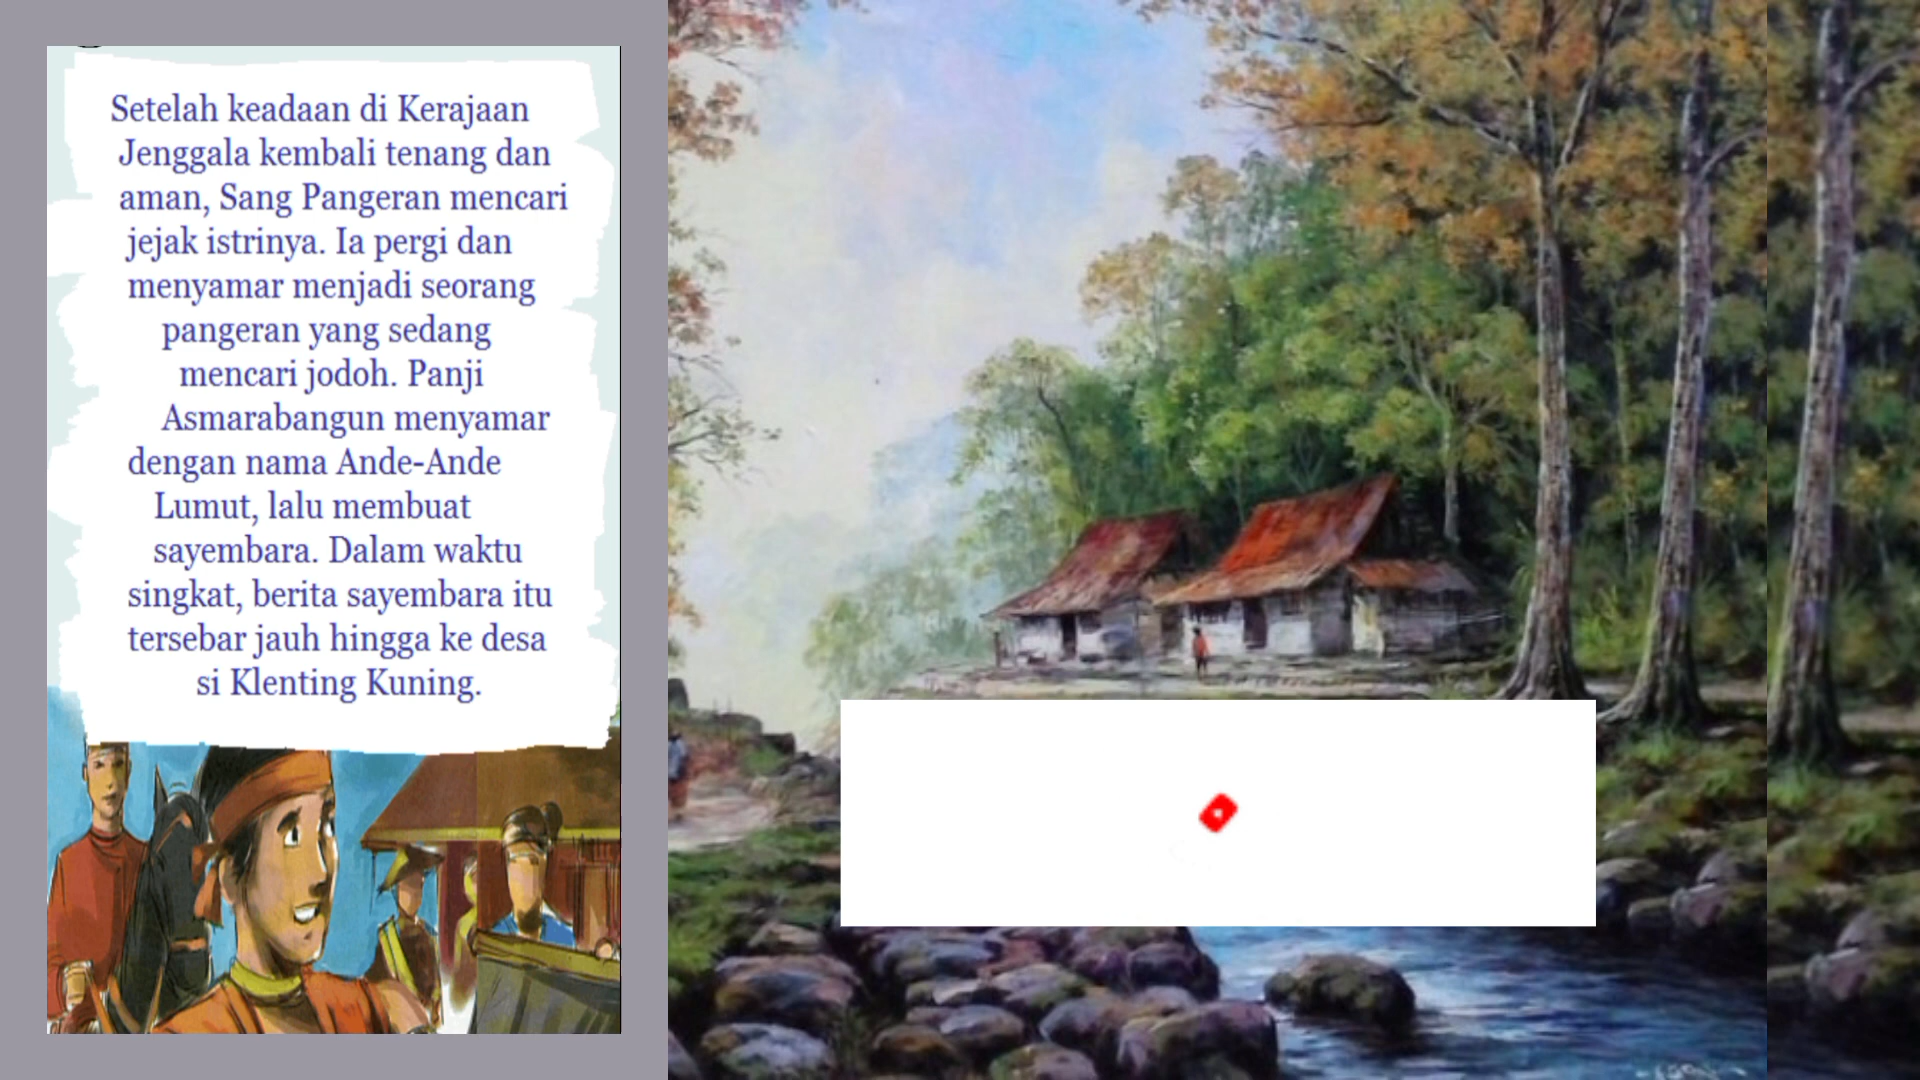 Setelah keadaan di Kerajaan
Jenggala kembali tenang dan
aman, Sang Pangeran mencari
jejak istrinya. Ia pergi dan
menyamar menjadi seorang
pangeran yang sedang
mencari jodoh. Panji
Asmarabangun menyamar
dengan nama Ande-Ande
Lumut, lalu membuat
sayembara. Dalam waktu
singkat, berita sayembara itu
tersebar jauh hingga ke desa
si Klenting Kuning.